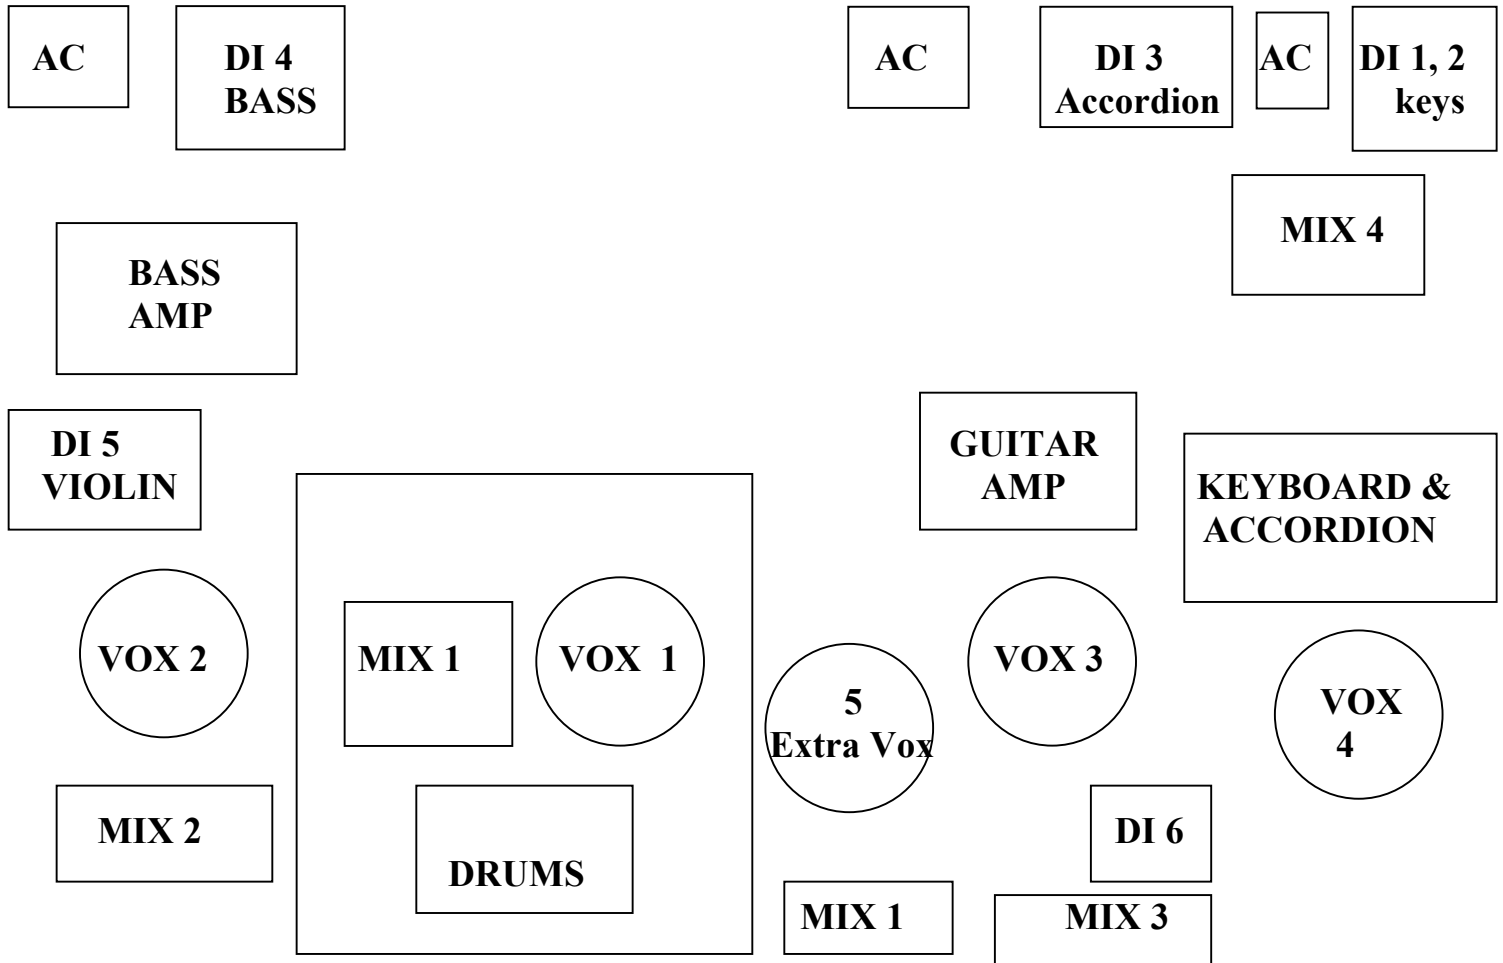 AC
DI 4
BASS
AC
DI 3
Accordion
AC
DI 1, 2
keys
MIX 4
BASS
AMP
DI 5
VIOLIN
GUITAR
AMP
KEYBOARD &
ACCORDION
VOX 2
MIX 1
VOX 1
5
Extra Vox
VOX 3
VOX
4
MIX 2
DRUMS
DI 6
MIX 1
MIX 3